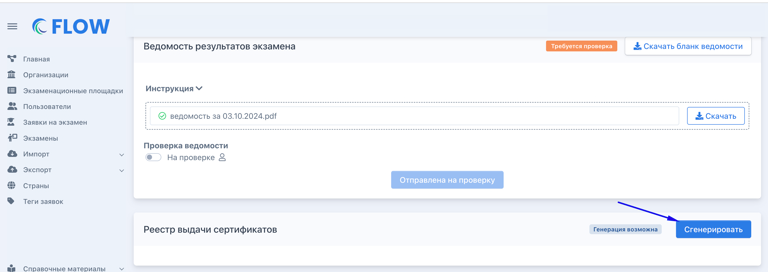 FLOW
Главная
Организации
Экзаменационные площадки
Пользователи
Заявки на экзамен
Экзамены
Импорт
Экспорт
Страны
Теги заявок
Справочные материалы
Ведомость результатов экзамена
Требуется проверка
Скачать бланк ведомости
Инструкция
ведомость за 03.10.2024.pdf
Скачать
Проверка ведомости
На проверке
Отправлена на проверку
Реестр выдачи сертификатов
Генерация возможна
Сгенерировать